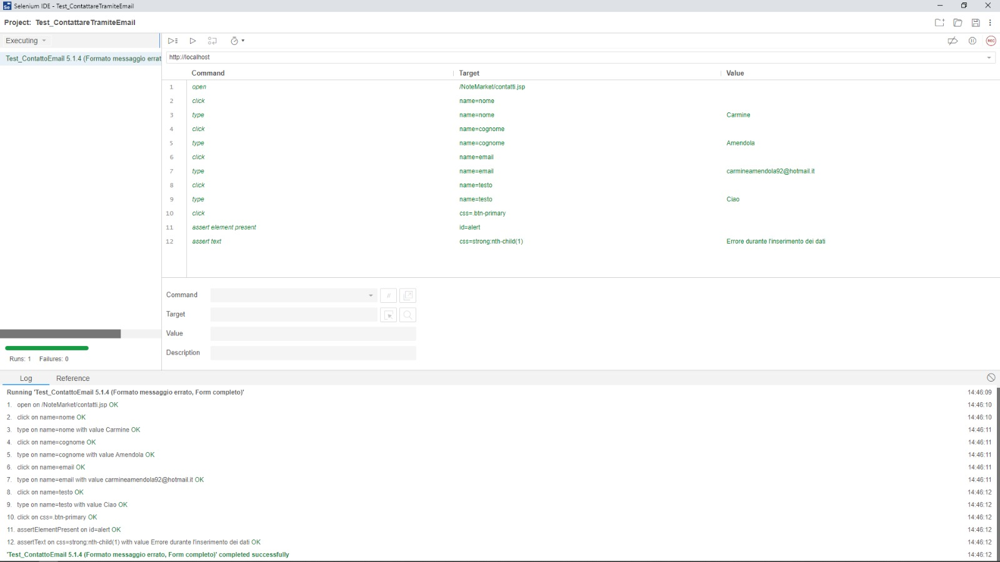 Selenium IDE - Test_ContattareTramiteEmail
Project: Test_ContattareTramiteEmail
Executing
http://localhost
Test_ContattoEmail 5.1.4 (Formato messaggio errat
Command Target Value
1 open /NoteMarket/contatti.jsp
2 click name=nome
3 type name=nome Carmine
4 click name=cognome
5 type name=cognome Amendola
6 click name=email
7 type name=email carmineamendola92@hotmail.it
8 click name=testo
9 type name=testo Ciao
10 click css=.btn-primary
11 assert element present id=alert
12 assert text css=strong:nth-child(1) Errore durante l'inserimento dei dati
Command //
Target
Value
Description
Runs: 1 Failures: 0
Log Reference
Running 'Test_ContattoEmail 5.1.4 (Formato messaggio errato, Form completo)' 14:46:09
1. open on /NoteMarket/contatti.jsp OK 14:46:10
2. click on name=nome OK 14:46:10
3. type on name=nome with value Carmine OK 14:46:11
4. click on name=cognome OK 14:46:11
5. type on name=cognome with value Amendola OK 14:46:11
6. click on name=email OK 14:46:11
7. type on name=email with value carmineamendola92@hotmail.it OK 14:46:11
8. click on name=testo OK 14:46:12
9. type on name=testo with value Ciao OK 14:46:12
10. click on css=.btn-primary OK 14:46:12
11. assertElementPresent on id=alert OK 14:46:12
12. assertText on css=strong:nth-child(1) with value Errore durante l'inserimento dei dati OK 14:46:12
'Test_ContattoEmail 5.1.4 (Formato messaggio errato, Form completo)' completed successfully 14:46:12
Se
REC